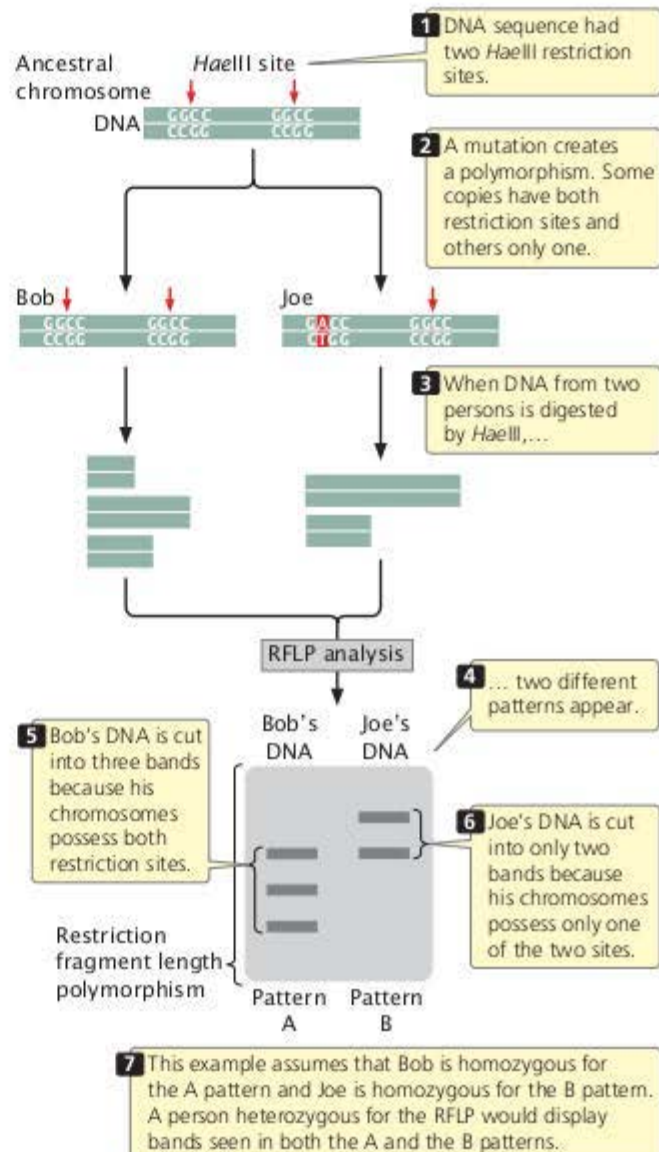 1 DNA sequence had
two HaeIII restriction
sites.
Ancestral
chromosome
HaeIII site
DNA
GGCC GGCC
CCGG CCGG
2 A mutation creates
a polymorphism. Some
copies have both
restriction sites and
others only one.
Bob
GGCC GGCC
CCGG CCGG
Joe
GACC GGCC
CTGG CCGG
3 When DNA from two
persons is digested
by HaeIII,…
RFLP analysis
4 … two different
patterns appear.
Bob's
DNA
Joe's
DNA
5 Bob's DNA is cut
into three bands
because his
chromosomes
possess both
restriction sites.
6 Joe's DNA is cut
into only two
bands because
his chromosomes
possess only one
of the two sites.
Restriction
fragment length
polymorphism
Pattern
A
Pattern
B
7 This example assumes that Bob is homozygous for
the A pattern and Joe is homozygous for the B pattern.
A person heterozygous for the RFLP would display
bands seen in both the A and the B patterns.